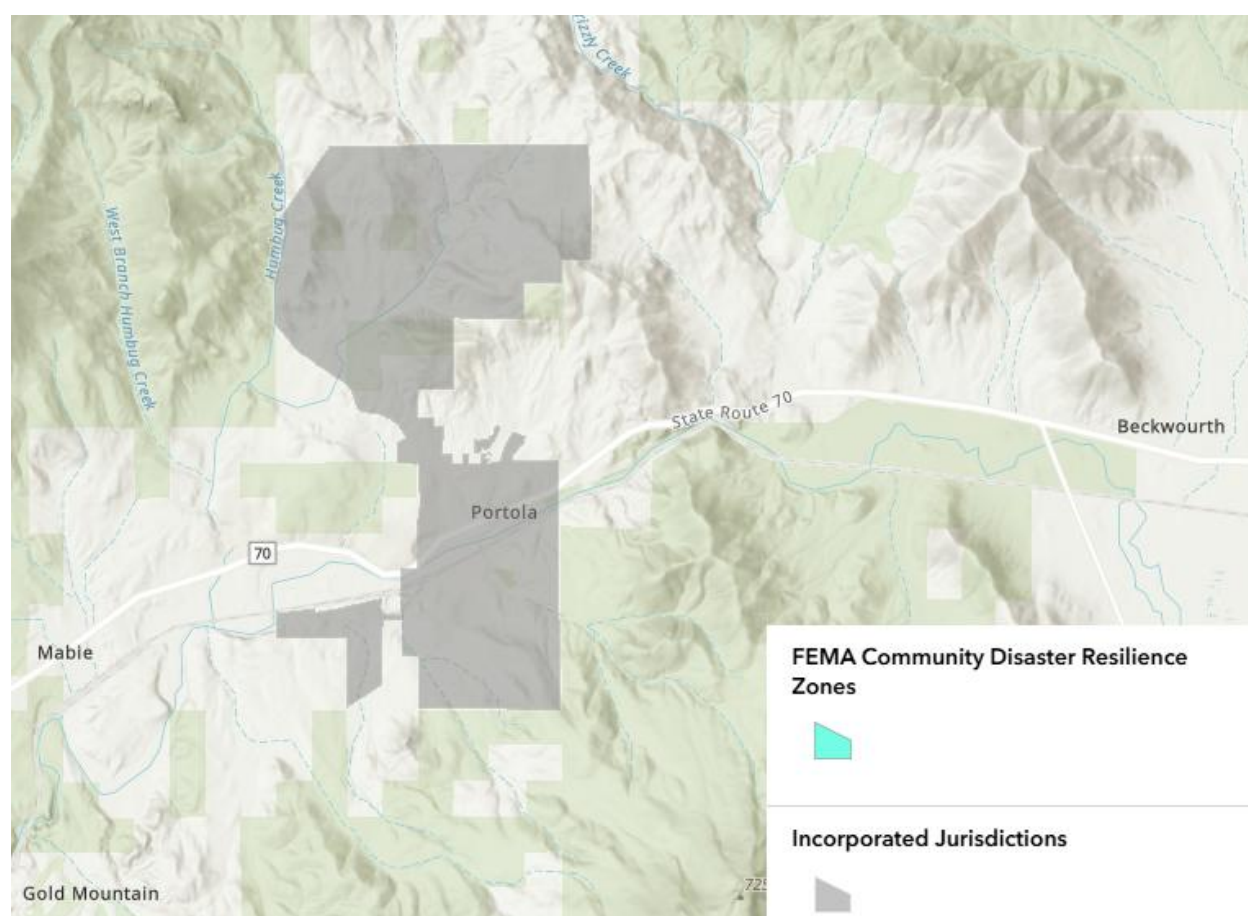 Grizzly Creek
Humbug Creek
West Branch Humbug Creek
State Route 70
Beckwourth
Portola
70
Mabie
FEMA Community Disaster Resilience
Zones
Incorporated Jurisdictions
Gold Mountain